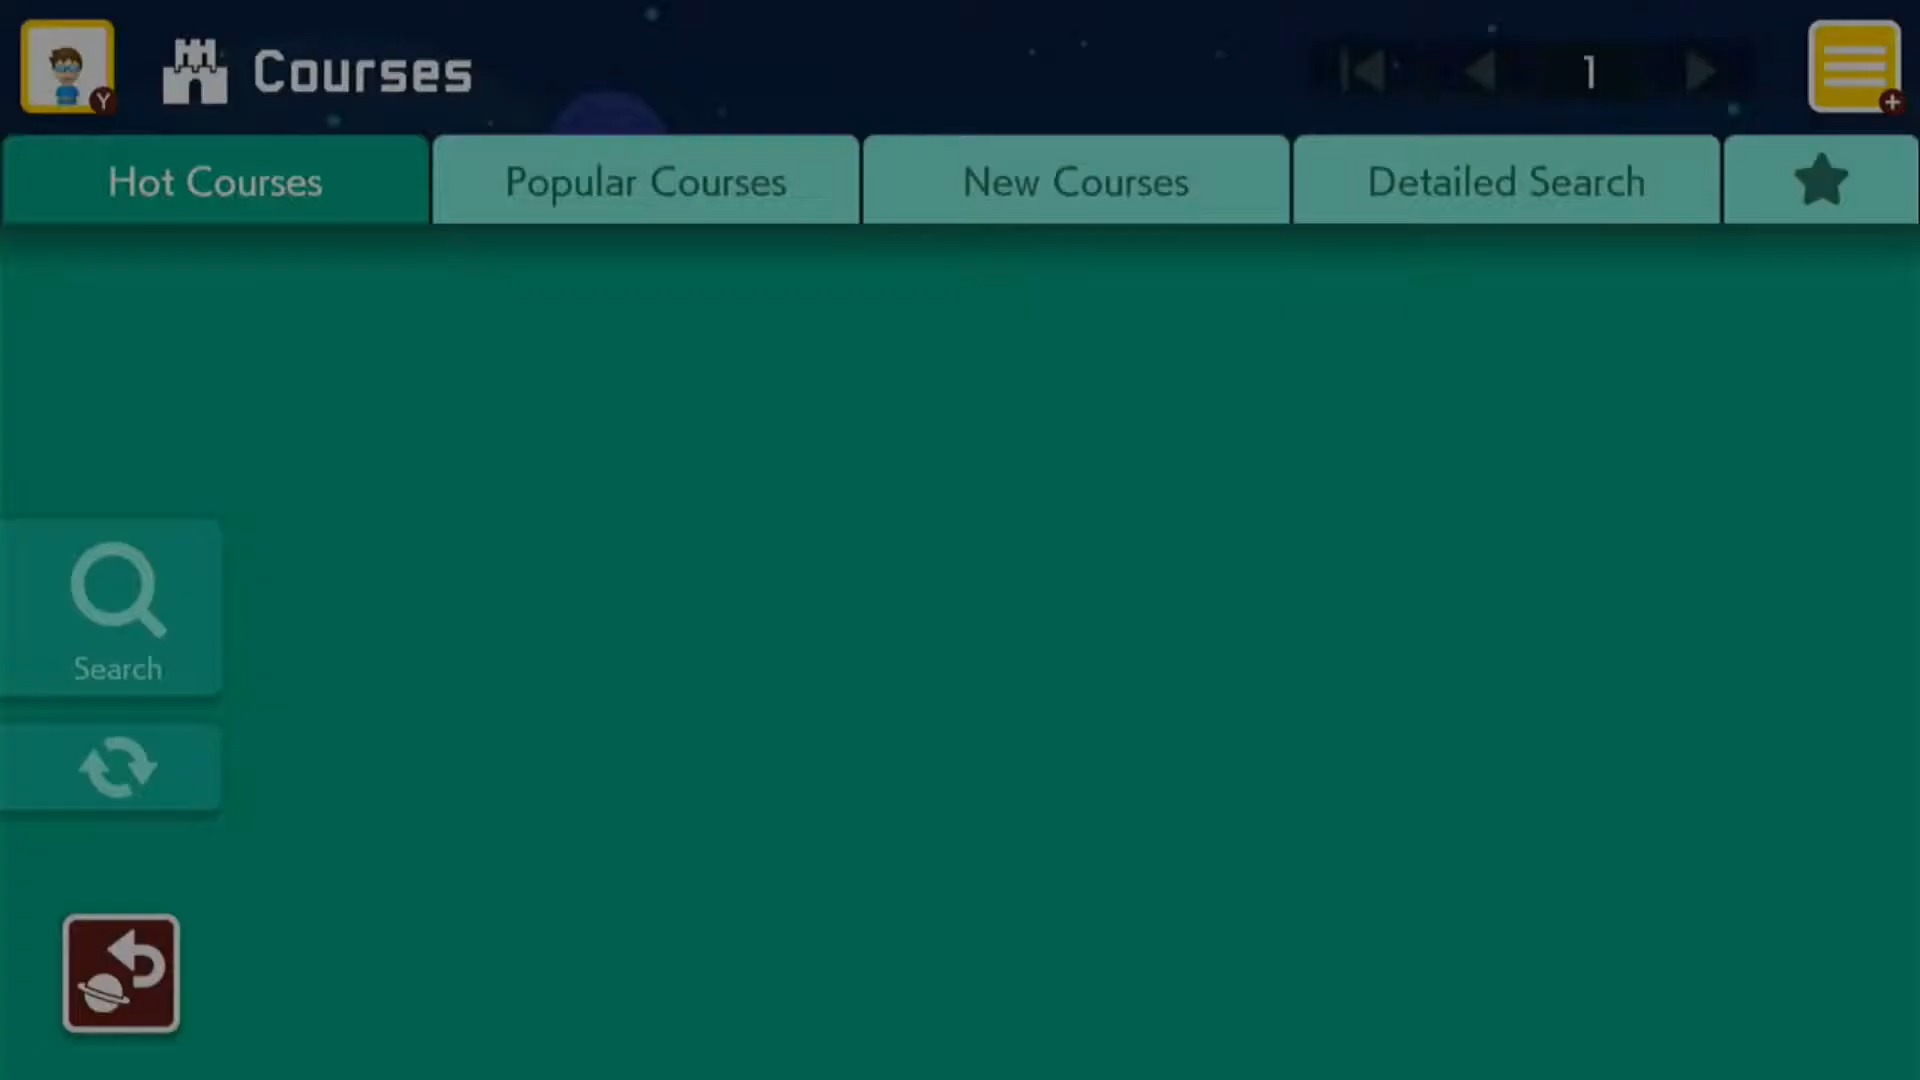 Y
Courses
1
+
Hot Courses
Popular Courses
New Courses
Detailed Search
Search